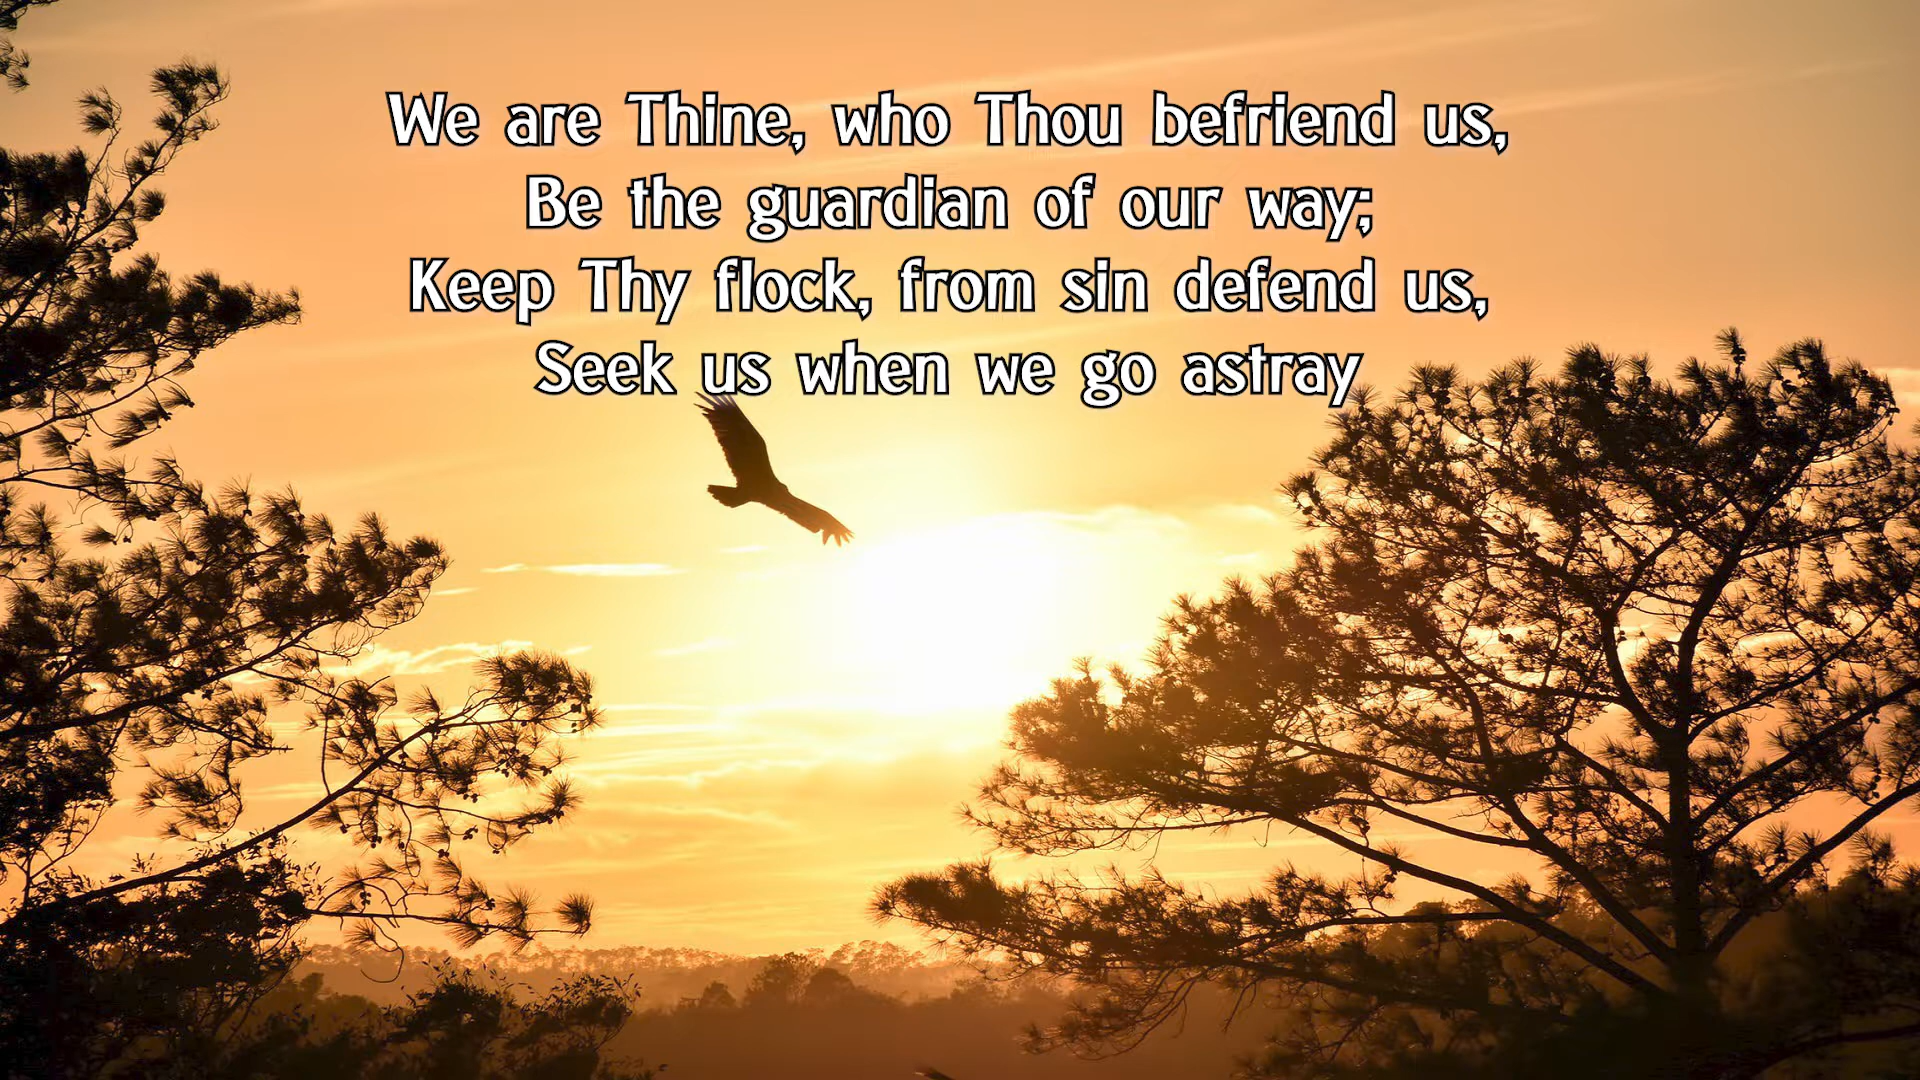 We are Thine, who Thou befriend us,
Be the guardian of our way;
Keep Thy flock, from sin defend us,
Seek us when we go astray